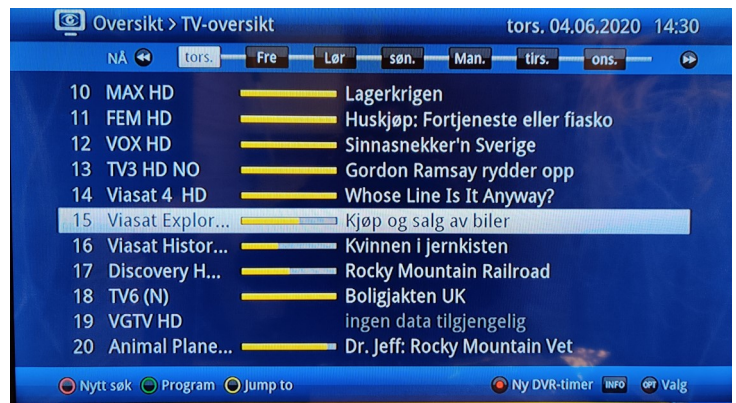 Oversikt > TV-oversikt tors. 04.06.2020 14:30
NÅ tors. Fre Lør søn. Man. tirs. ons.
10 MAX HD Lagerkrigen
11 FEM HD Huskjøp: Fortjeneste eller fiasko
12 VOX HD Sinnasnekker'n Sverige
13 TV3 HD NO Gordon Ramsay rydder opp
14 Viasat 4 HD Whose Line Is It Anyway?
15 Viasat Explor... Kjøp og salg av biler
16 Viasat Histor... Kvinnen i jernkisten
17 Discovery H... Rocky Mountain Railroad
18 TV6 (N) Boligjakten UK
19 VGTV HD ingen data tilgjengelig
20 Animal Plane... Dr. Jeff: Rocky Mountain Vet
Nytt søk Program Jump to Ny DVR-timer INFO OPT Valg